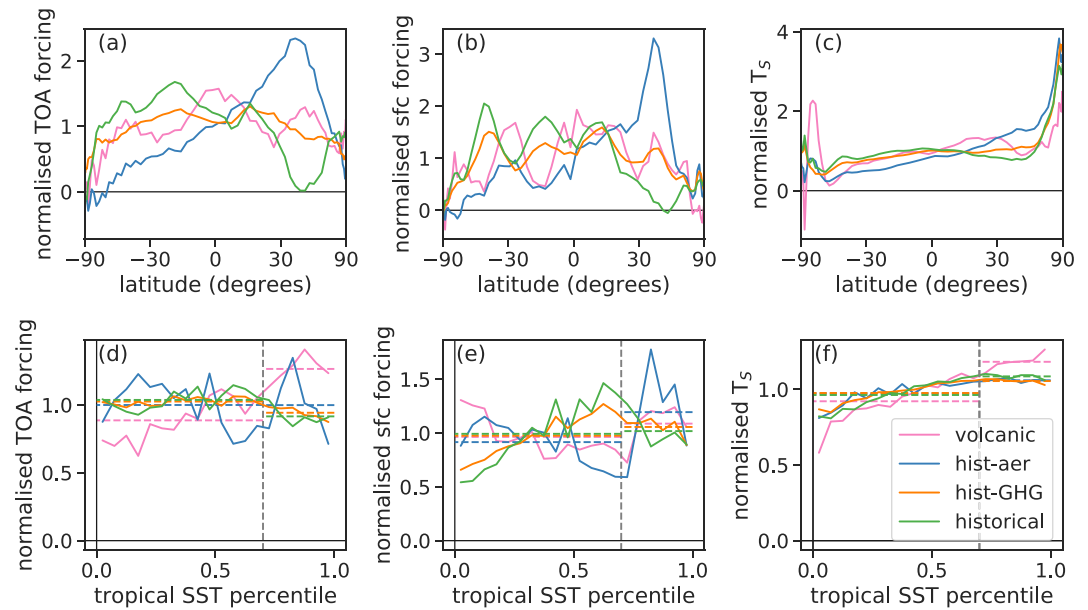 (a)
normalised TOA forcing
2
1
0
−90
−30
0
30
90
latitude (degrees)
(b)
normalised sfc forcing
4
3
2
1
0
−90
−30
0
30
90
latitude (degrees)
(c)
normalised Ts
4
2
0
−90
−30
0
30
90
latitude (degrees)
(d)
normalised TOA forcing
1.0
0.5
0.0
0.0
0.5
1.0
tropical SST percentile
(e)
normalised sfc forcing
1.5
1.0
0.5
0.0
0.0
0.5
1.0
tropical SST percentile
(f)
normalised Ts
1.0
0.5
0.0
0.0
0.5
1.0
tropical SST percentile
volcanic
hist-aer
hist-GHG
historical